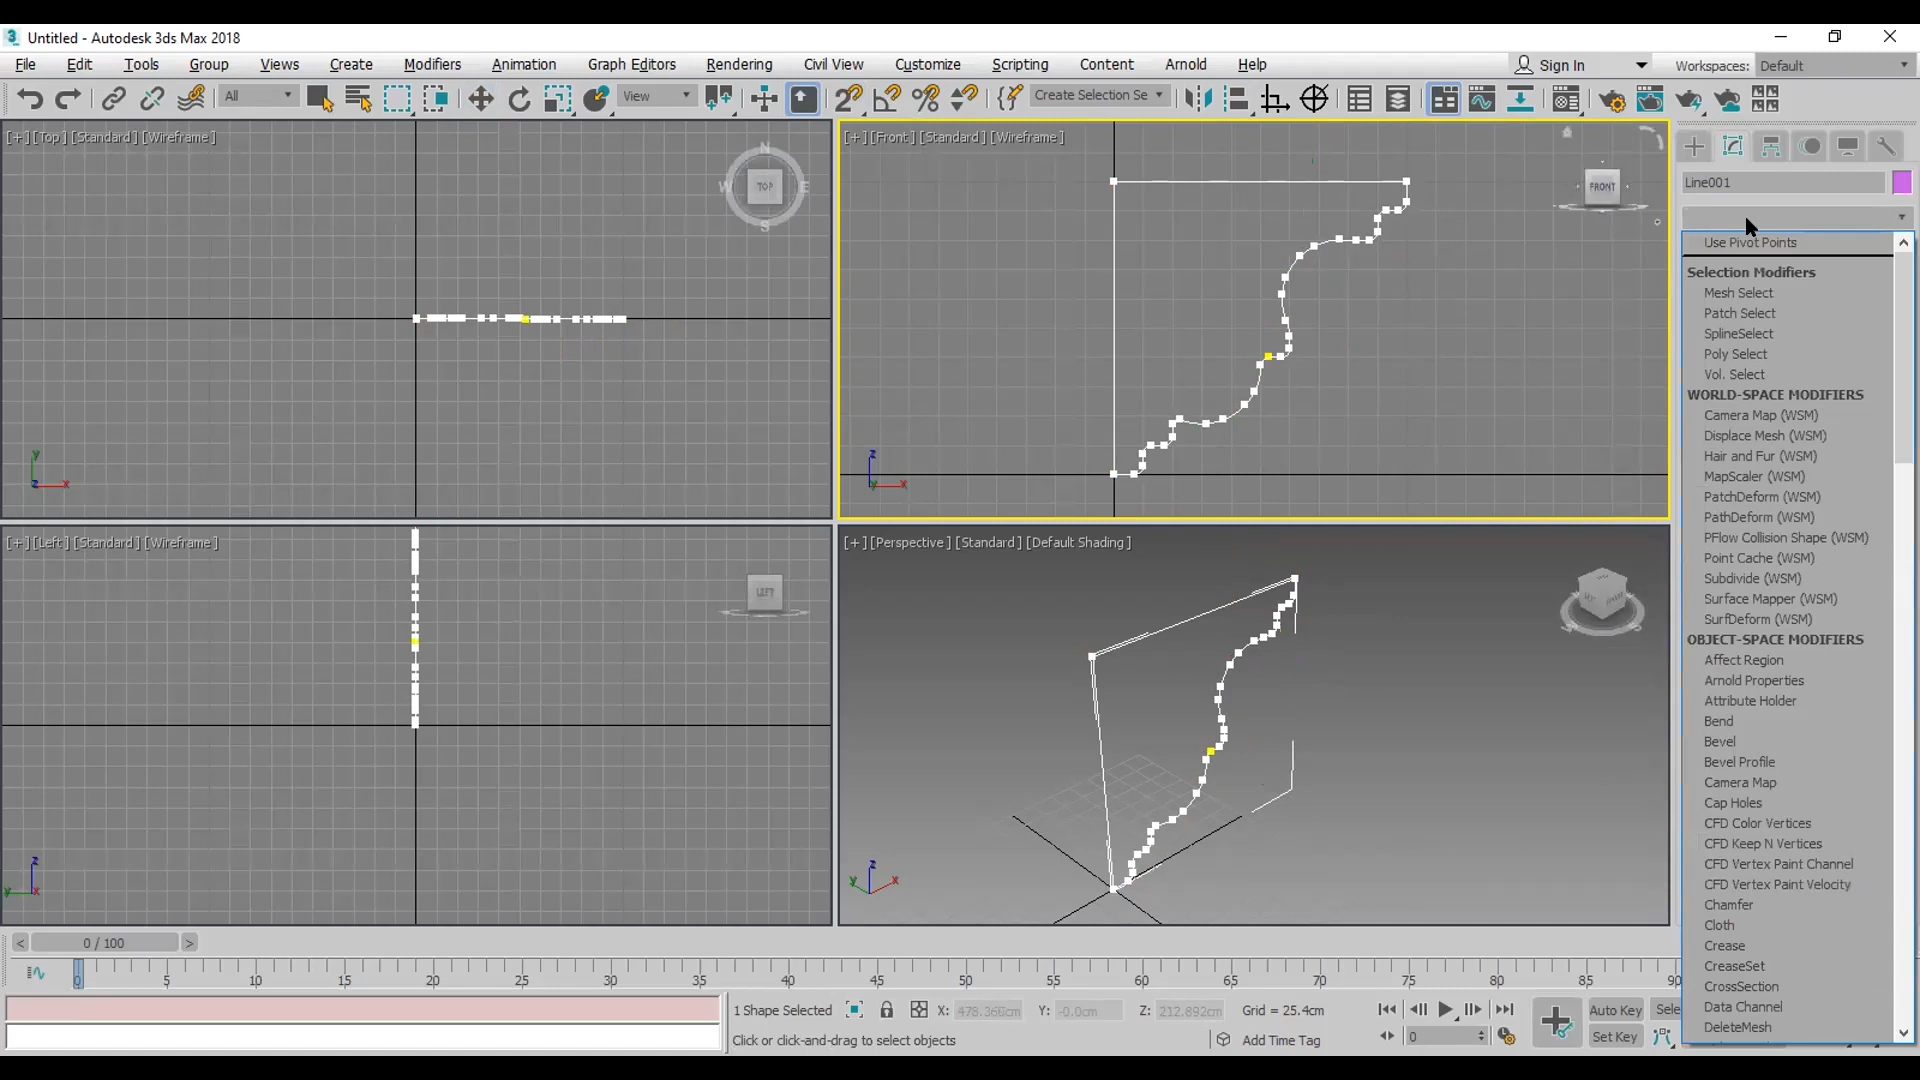 Untitled - Autodesk 3ds Max 2018
File Edit Tools Group Views Create Modifiers Animation Graph Editors Rendering Civil View Customize Scripting Content Arnold Help Sign In Workspaces: Default
All View Create Selection Se
[+] [Top] [Standard] [Wireframe]
[+] [Front] [Standard] [Wireframe]
N
W TOP E
S
FRONT
y
z x
z
y x
[+] [Left] [Standard] [Wireframe]
[+] [Perspective] [Standard] [Default Shading]
LEFT
z
y x
z
y x
Line001
Use Pivot Points
Selection Modifiers
Mesh Select
Patch Select
SplineSelect
Poly Select
Vol. Select
WORLD-SPACE MODIFIERS
Camera Map (WSM)
Displace Mesh (WSM)
Hair and Fur (WSM)
MapScaler (WSM)
PatchDeform (WSM)
PathDeform (WSM)
PFlow Collision Shape (WSM)
Point Cache (WSM)
Subdivide (WSM)
Surface Mapper (WSM)
SurfDeform (WSM)
OBJECT-SPACE MODIFIERS
Affect Region
Arnold Properties
Attribute Holder
Bend
Bevel
Bevel Profile
Camera Map
Cap Holes
CFD Color Vertices
CFD Keep N Vertices
CFD Vertex Paint Channel
CFD Vertex Paint Velocity
Chamfer
Cloth
Crease
CreaseSet
CrossSection
Data Channel
DeleteMesh
< 0 / 100 >
0 5 10 15 20 25 30 35 40 45 50 55 60 65 70 75 80 85 90
1 Shape Selected X: 478.366cm Y: -0.0cm Z: 212.892cm Grid = 25.4cm Auto Key Sele
Click or click-and-drag to select objects Add Time Tag 0 Set Key